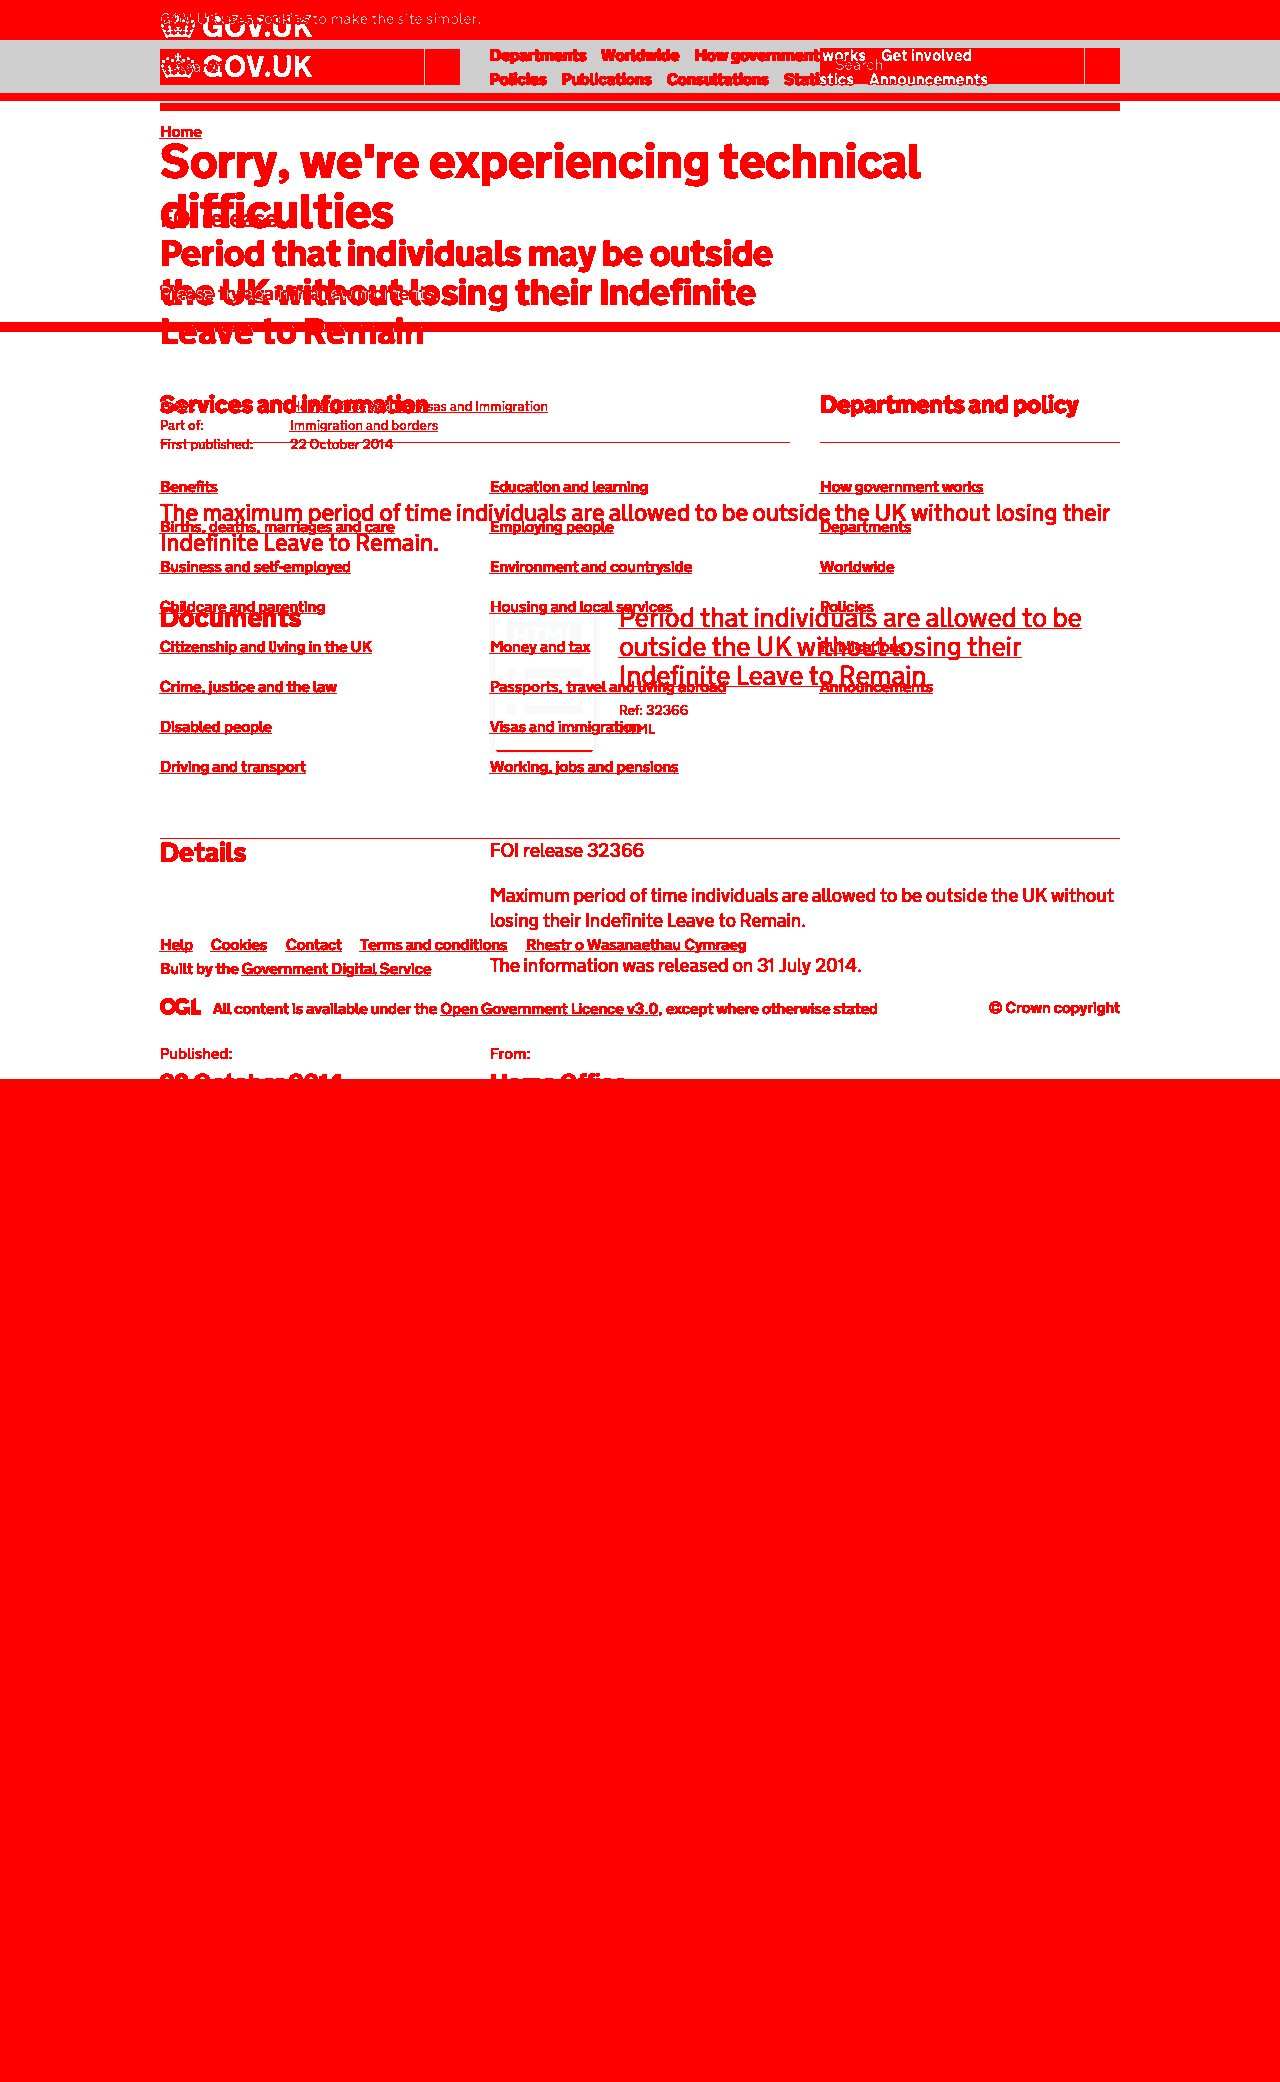 GOV.UK uses cookies to make the site simpler.
GOV.UK
GOV.UK
Search
Departments Worldwide How government works Get involved
Search
Policies Publications Consultations Statistics Announcements
Home
Sorry, we're experiencing technical
difficulties
FOI release
Period that individuals may be outside
the UK without losing their Indefinite
Leave to Remain
Please try again in a few moments.
Services and information
Departments and policy
Visas and Immigration
Part of: Immigration and borders
First published: 22 October 2014
Benefits
Education and learning
How government works
The maximum period of time individuals are allowed to be outside the UK without losing their
Indefinite Leave to Remain.
Births, deaths, marriages and care
Employing people
Departments
Business and self-employed
Environment and countryside
Worldwide
Childcare and parenting
Housing and local services
Policies
Documents
Period that individuals are allowed to be
outside the UK without losing their
Indefinite Leave to Remain
Citizenship and living in the UK
Money and tax
Publications
Crime, justice and the law
Passports, travel and living abroad
Announcements
Ref: 32366
HTML
Disabled people
Visas and immigration
Driving and transport
Working, jobs and pensions
Details
FOI release 32366
Maximum period of time individuals are allowed to be outside the UK without
losing their Indefinite Leave to Remain.
Help Cookies Contact Terms and conditions Rhestr o Wasanaethau Cymraeg
Built by the Government Digital Service
The information was released on 31 July 2014.
OGL All content is available under the Open Government Licence v3.0, except where otherwise stated
© Crown copyright
Published:
From:
22 October 2014
Home Office